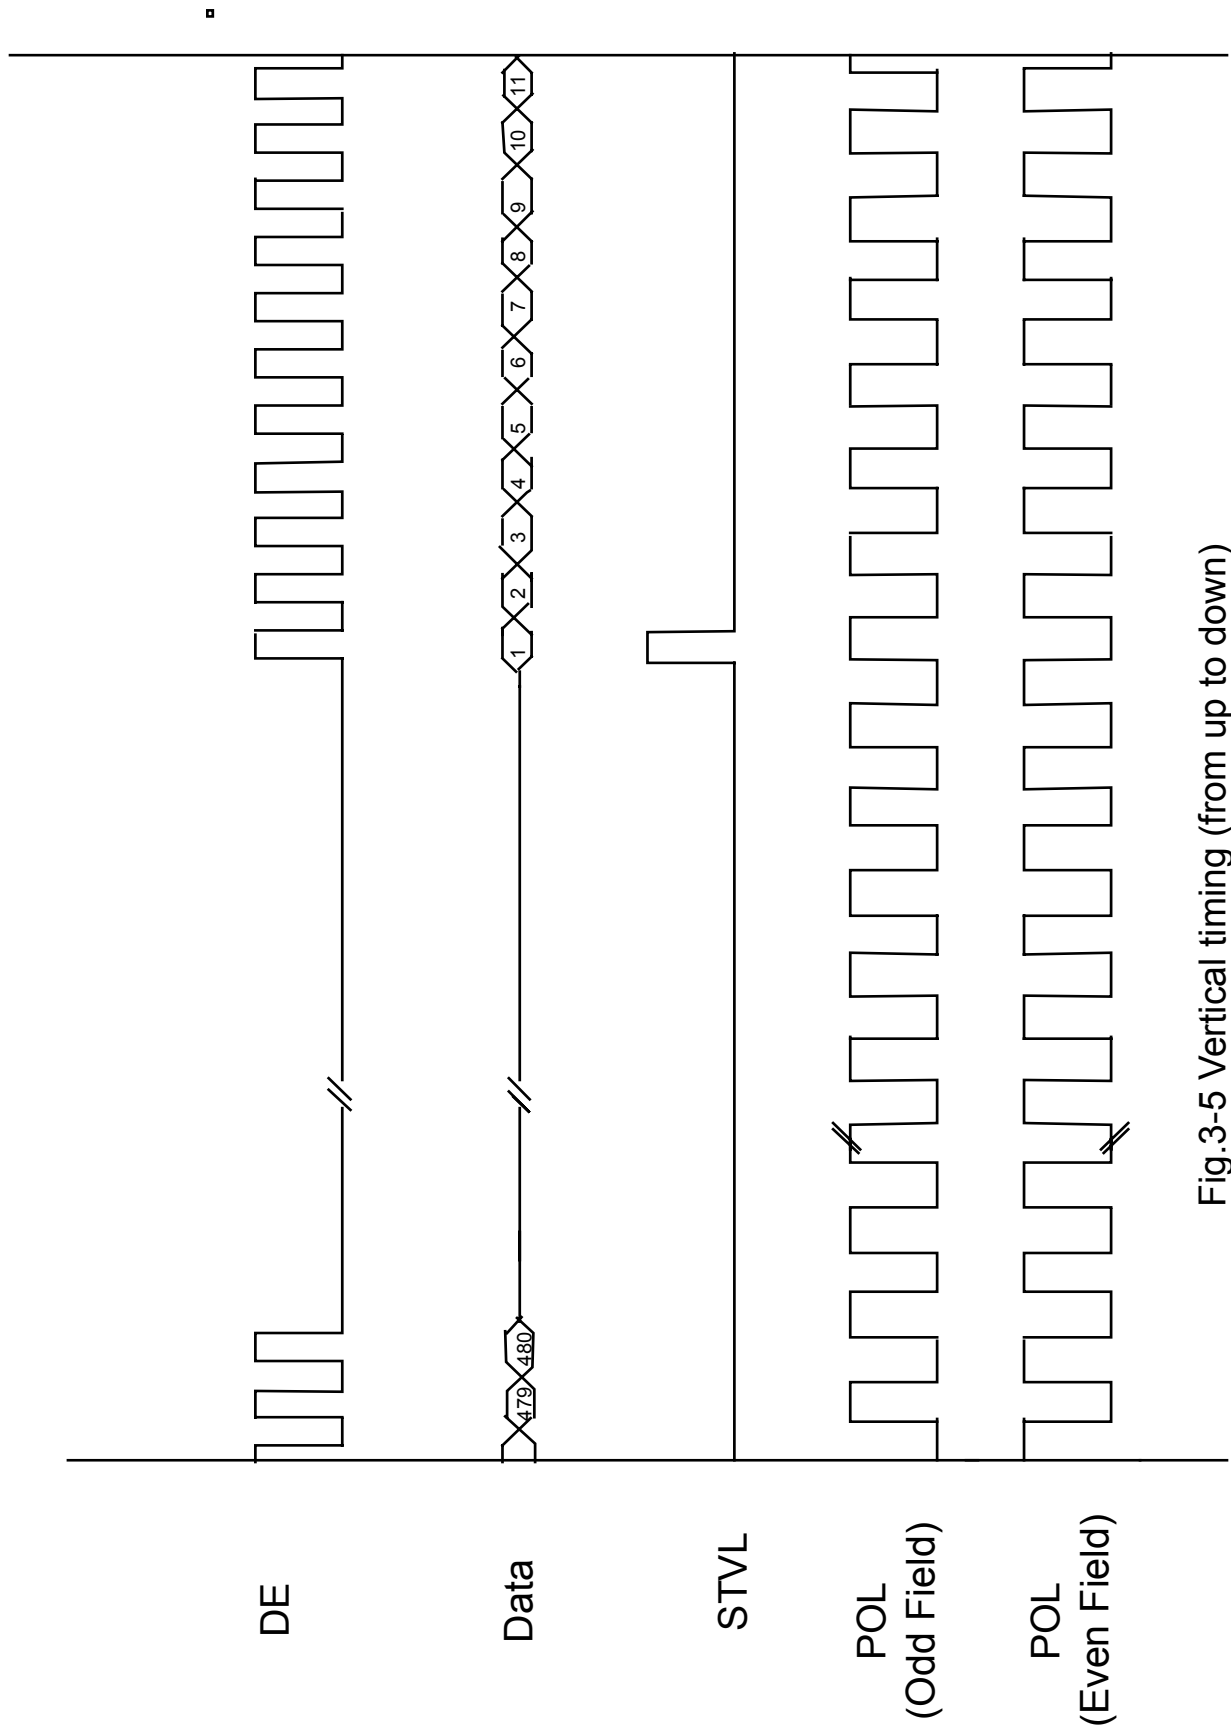 DE
Data
479 480 1 2 3 4 5 6 7 8 9 10 11
STVL
POL
(Odd Field)
POL
(Even Field)
Fig.3-5 Vertical timing (from up to down)